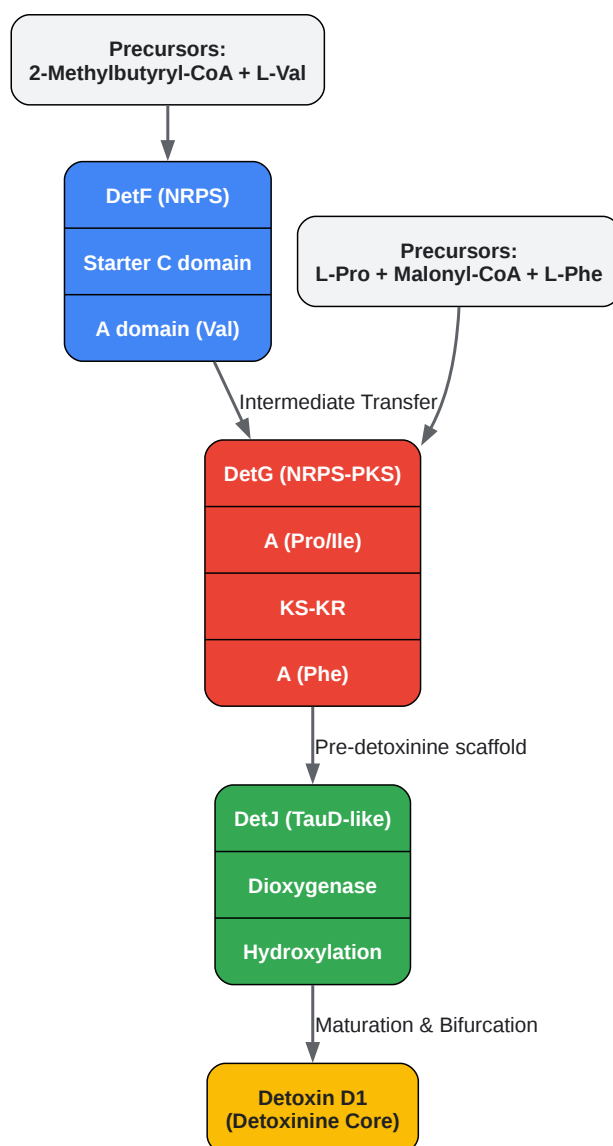 Precursors:
2-Methylbutyryl-CoA + L-Val
DetF (NRPS)
Starter C domain
A domain (Val)
Precursors:
L-Pro + Malonyl-CoA + L-Phe
Intermediate Transfer
DetG (NRPS-PKS)
A (Pro/Ile)
KS-KR
A (Phe)
Pre-detoxinine scaffold
DetJ (TauD-like)
Dioxygenase
Hydroxylation
Maturation & Bifurcation
Detoxin D1
(Detoxinine Core)